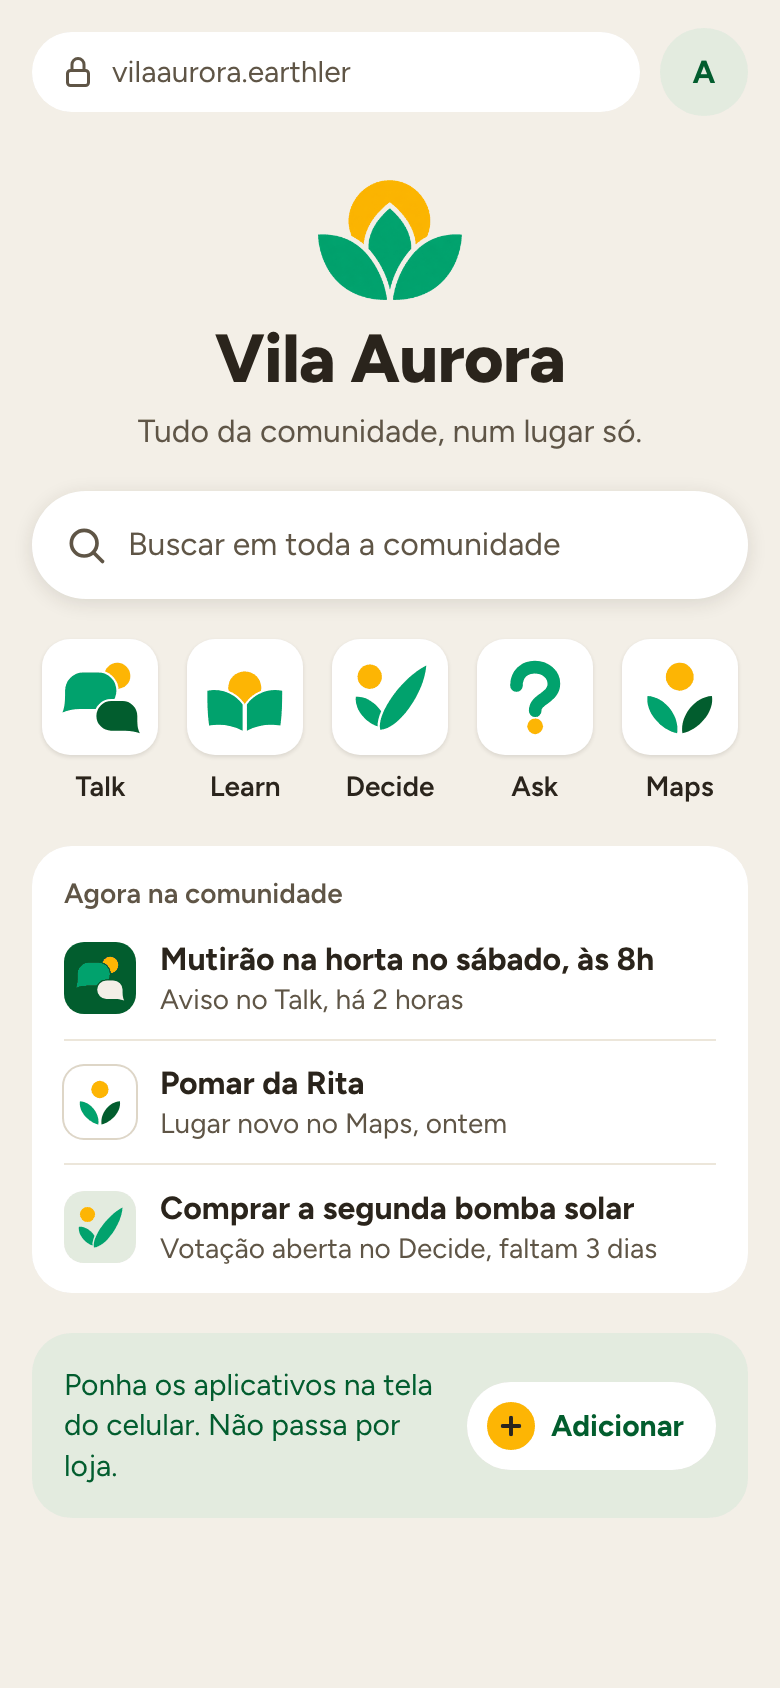 vilaaurora.earthler
A
Vila Aurora
Tudo da comunidade, num lugar só.
Buscar em toda a comunidade
Talk
Learn
Decide
Ask
Maps
Agora na comunidade
Mutirão na horta no sábado, às 8h
Aviso no Talk, há 2 horas
Pomar da Rita
Lugar novo no Maps, ontem
Comprar a segunda bomba solar
Votação aberta no Decide, faltam 3 dias
Ponha os aplicativos na tela
do celular. Não passa por
loja.
Adicionar